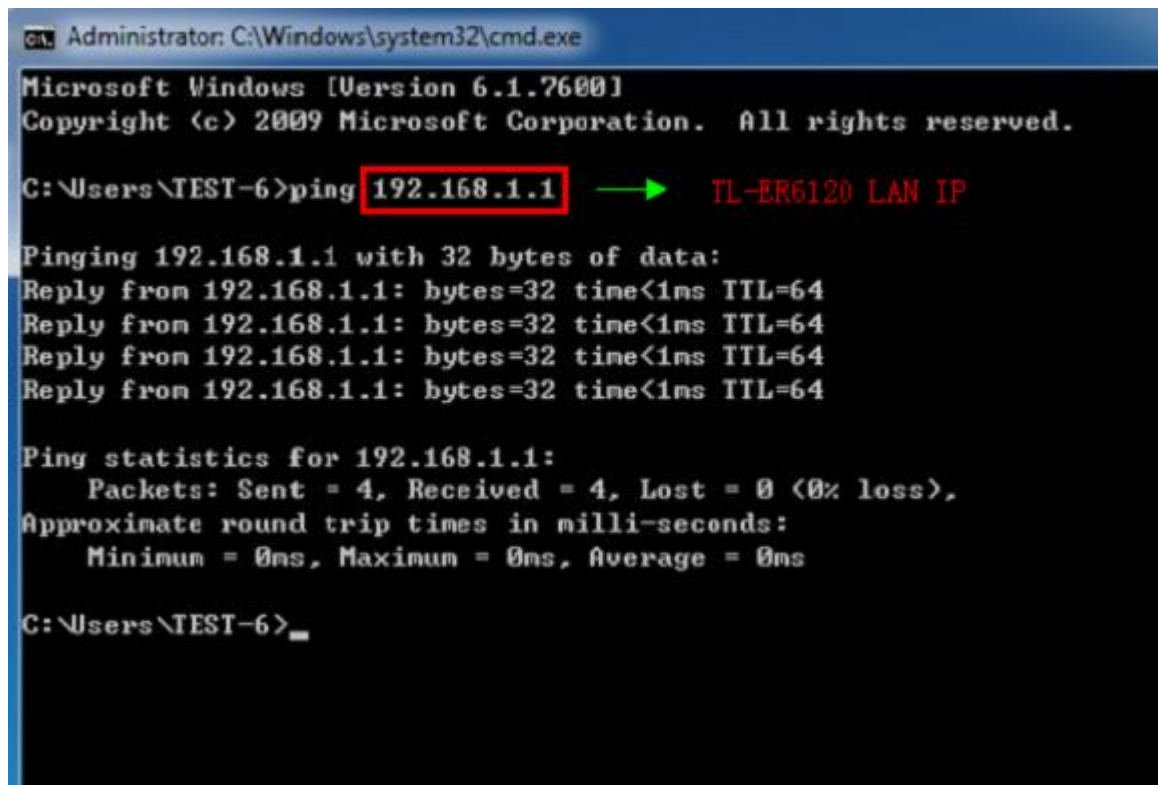 Administrator: C:\Windows\system32\cmd.exe
Microsoft Windows [Version 6.1.7600]
Copyright (c) 2009 Microsoft Corporation.  All rights reserved.
C:\Users\TEST-6>ping 192.168.1.1 TL-ER6120 LAN IP
Pinging 192.168.1.1 with 32 bytes of data:
Reply from 192.168.1.1: bytes=32 time<1ms TTL=64
Reply from 192.168.1.1: bytes=32 time<1ms TTL=64
Reply from 192.168.1.1: bytes=32 time<1ms TTL=64
Reply from 192.168.1.1: bytes=32 time<1ms TTL=64
Ping statistics for 192.168.1.1:
Packets: Sent = 4, Received = 4, Lost = 0 (0% loss),
Approximate round trip times in milli-seconds:
Minimum = 0ms, Maximum = 0ms, Average = 0ms
C:\Users\TEST-6>_